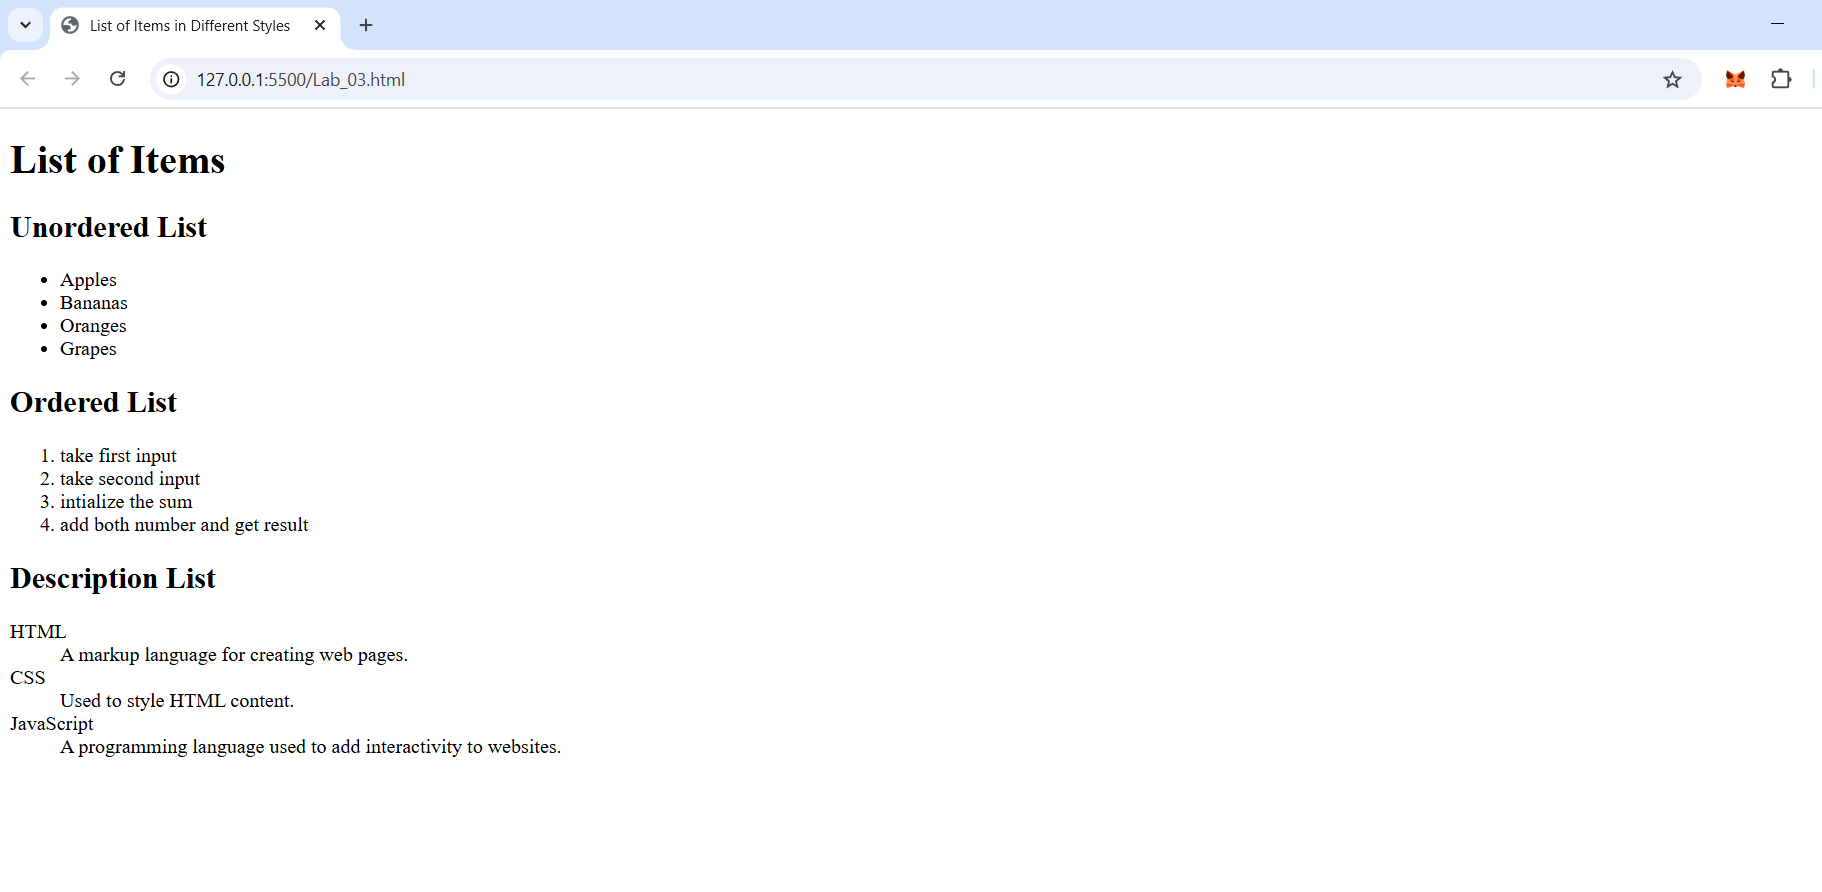 List of Items in Different Styles
127.0.0.1:5500/Lab_03.html
List of Items
Unordered List
• Apples
• Bananas
• Oranges
• Grapes
Ordered List
1. take first input
2. take second input
3. intialize the sum
4. add both number and get result
Description List
HTML
A markup language for creating web pages.
CSS
Used to style HTML content.
JavaScript
A programming language used to add interactivity to websites.